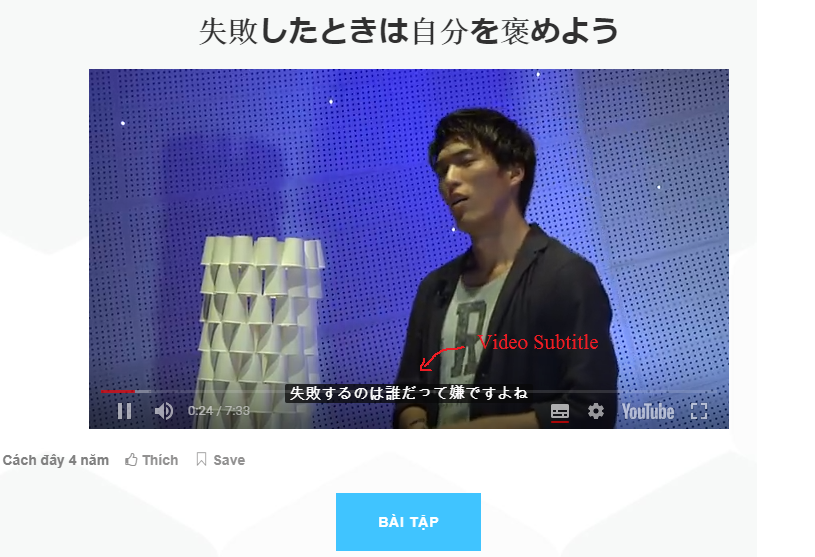 失敗したときは自分を褒めよう
R
Video Subtitle
失敗するのは誰だって嫌ですよね
0:24 / 7:33
YouTube
Cách đây 4 năm Thích Save
BÀI TẬP